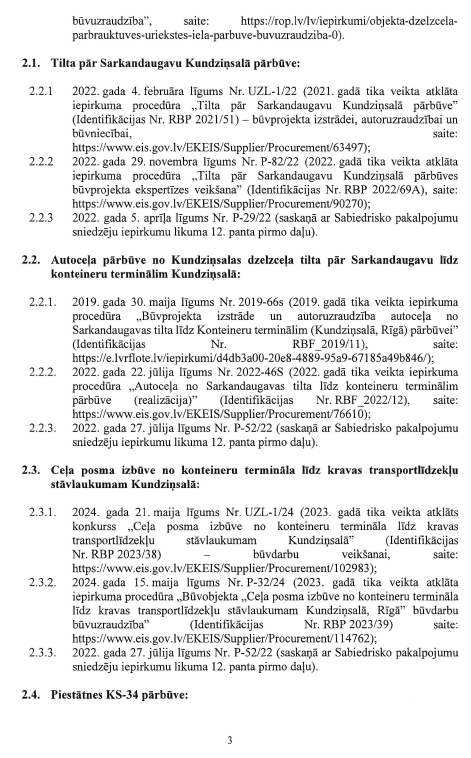 būvuzraudzība”, saite: https://rop.lv/lv/iepirkumi/objekta-dzelzcela-
parbrauktuves-uriekstes-iela-parbuve-buvuzraudziba-0).
2.1. Tilta pār Sarkandaugavu Kundziņsalā pārbūve:
2.2.1 2022. gada 4. februāra līgums Nr. UZL-1/22 (2021. gadā tika veikta atklāta
iepirkuma procedūra „Tilta pār Sarkandaugavu Kundziņsalā pārbūve”
(Identifikācijas Nr. RBP 2021/51) – būvprojekta izstrādei, autoruzraudzībai un
būvniecībai, saite:
https://www.eis.gov.lv/EKEIS/Supplier/Procurement/63497);
2.2.2 2022. gada 29. novembra līgums Nr. P-82/22 (2022. gadā tika veikta atklāta
iepirkuma procedūra „Tilta pār Sarkandaugavu Kundziņsalā pārbūves
būvprojekta ekspertīzes veikšana” (Identifikācijas Nr. RBP 2022/69A), saite:
https://www.eis.gov.lv/EKEIS/Supplier/Procurement/90270);
2.2.3 2022. gada 5. aprīļa līgums Nr. P-29/22 (saskaņā ar Sabiedrisko pakalpojumu
sniedzēju iepirkumu likuma 12. panta pirmo daļu).
2.2. Autoceļa pārbūve no Kundziņsalas dzelzceļa tilta pār Sarkandaugavu līdz
konteineru terminālim Kundziņsalā:
2.2.1. 2019. gada 30. maija līgums Nr. 2019-66s (2019. gadā tika veikta iepirkuma
procedūra „Būvprojekta izstrāde un autoruzraudzība autoceļa no
Sarkandaugavas tilta līdz Konteineru terminālim (Kundziņsalā, Rīgā) pārbūvei”
(Identifikācijas Nr. RBF_2019/11), saite:
https://e.lvrflote.lv/iepirkumi/d4db3a00-20e8-4889-95a9-67185a49b846/);
2.2.2. 2022. gada 22. jūlija līgums Nr. 2022-46S (2022. gadā tika veikta iepirkuma
procedūra „Autoceļa no Sarkandaugavas tilta līdz konteineru terminālim
pārbūve (realizācija)” (Identifikācijas Nr. RBF_2022/12), saite:
https://www.eis.gov.lv/EKEIS/Supplier/Procurement/76610);
2.2.3. 2022. gada 27. jūlija līgums Nr. P-52/22 (saskaņā ar Sabiedrisko pakalpojumu
sniedzēju iepirkumu likuma 12. panta pirmo daļu).
2.3. Ceļa posma izbūve no konteineru termināla līdz kravas transportlīdzekļu
stāvlaukumam Kundziņsalā:
2.3.1. 2024. gada 21. maija līgums Nr. UZL-1/24 (2023. gadā tika veikta atklāts
konkurss „Ceļa posma izbūve no konteineru termināla līdz kravas
transportlīdzekļu stāvlaukumam Kundziņsalā” (Identifikācijas
Nr. RBP 2023/38) – būvdarbu veikšanai, saite:
https://www.eis.gov.lv/EKEIS/Supplier/Procurement/102983);
2.3.2. 2024. gada 15. maija līgums Nr. P-32/24 (2023. gadā tika veikta atklāta
iepirkuma procedūra „Būvobjekta „Ceļa posma izbūve no konteineru termināla
līdz kravas transportlīdzekļu stāvlaukumam Kundziņsalā, Rīgā” būvdarbu
būvuzraudzība” (Identifikācijas Nr. RBP 2023/39) saite:
https://www.eis.gov.lv/EKEIS/Supplier/Procurement/114762);
2.3.3. 2022. gada 27. jūlija līgums Nr. P-52/22 (saskaņā ar Sabiedrisko pakalpojumu
sniedzēju iepirkumu likuma 12. panta pirmo daļu).
2.4. Piestātnes KS-34 pārbūve:
3